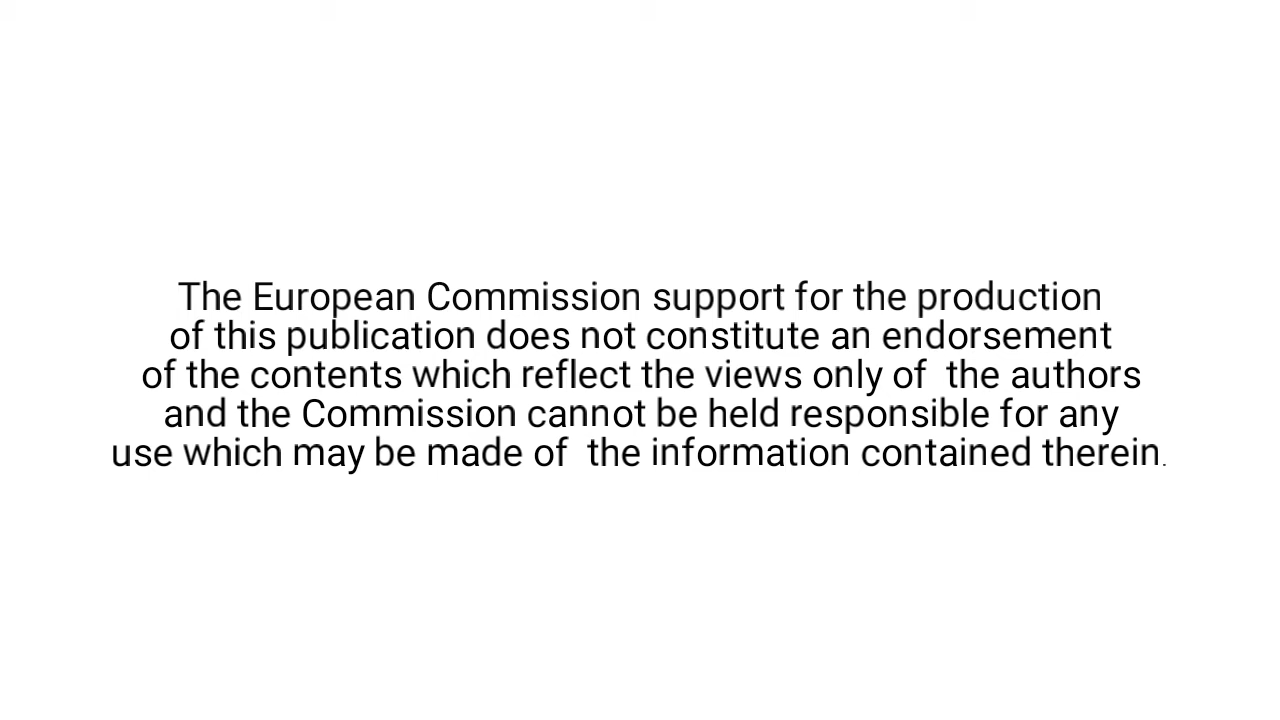 The European Commission support for the production
of this publication does not constitute an endorsement
of the contents which reflect the views only of  the authors
and the Commission cannot be held responsible for any
use which may be made of  the information contained therein.